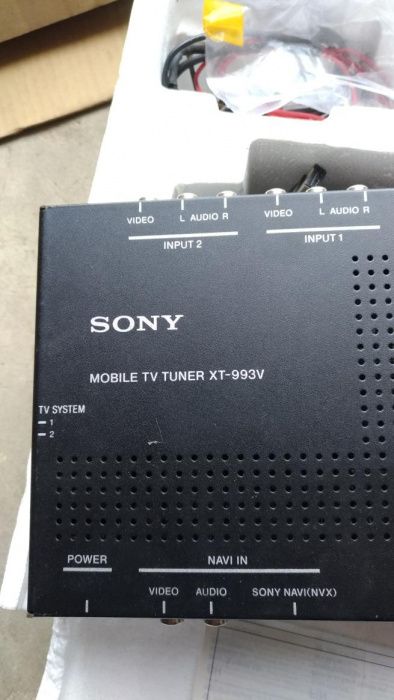 VIDEO L AUDIO R VIDEO L AUDIO R
INPUT 2 INPUT 1
SONY
MOBILE TV TUNER XT-993V
TV SYSTEM
1
2
POWER NAVI IN
VIDEO AUDIO SONY NAVI(NVX)